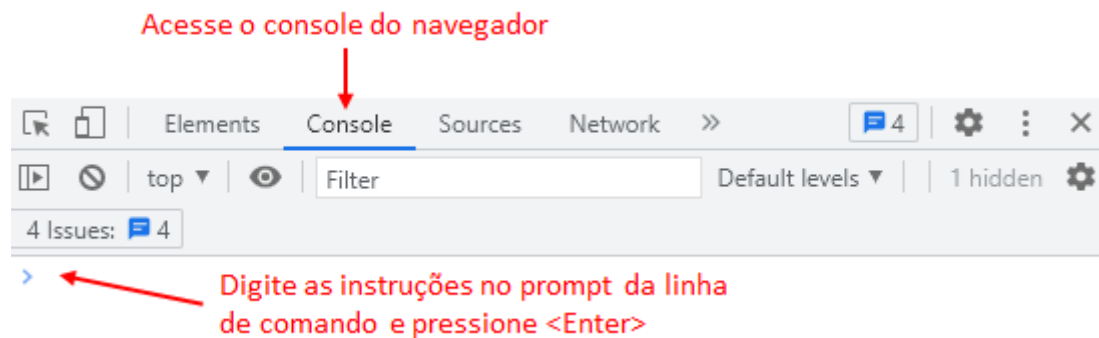 Acesse o console do navegador
Elements Console Sources Network » 4
top ▼ Filter Default levels ▼ 1 hidden
4 Issues: 4
> Digite as instruções no prompt da linha
de comando e pressione <Enter>